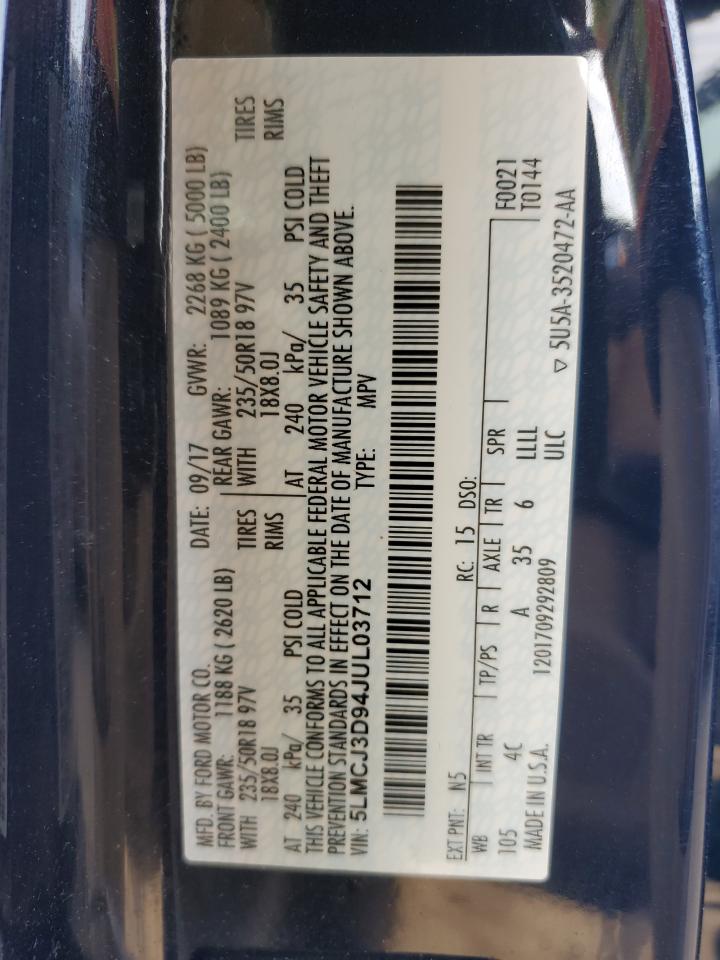 MFD. BY FORD MOTOR CO. DATE: 09/17 GVWR: 2268 KG ( 5000 LB)
FRONT GAWR: 1188 KG ( 2620 LB) REAR GAWR: 1089 KG ( 2400 LB)
WITH 235/50R18 97V TIRES WITH 235/50R18 97V TIRES
18X8.0J RIMS 18X8.0J RIMS
AT 240 kPa/ 35 PSI COLD AT 240 kPa/ 35 PSI COLD
THIS VEHICLE CONFORMS TO ALL APPLICABLE FEDERAL MOTOR VEHICLE SAFETY AND THEFT
PREVENTION STANDARDS IN EFFECT ON THE DATE OF MANUFACTURE SHOWN ABOVE.
VIN: 5LMCJ3D94JUL03712 TYPE: MPV
EXT PNT: N5 RC: 15 DSO:
WB INT TR TP/PS R AXLE TR SPR F0021
105 4C A 35 6 LLLL T0144
MADE IN U.S.A. 1201709292809 ULC ▽ 5U5A-3520472-AA